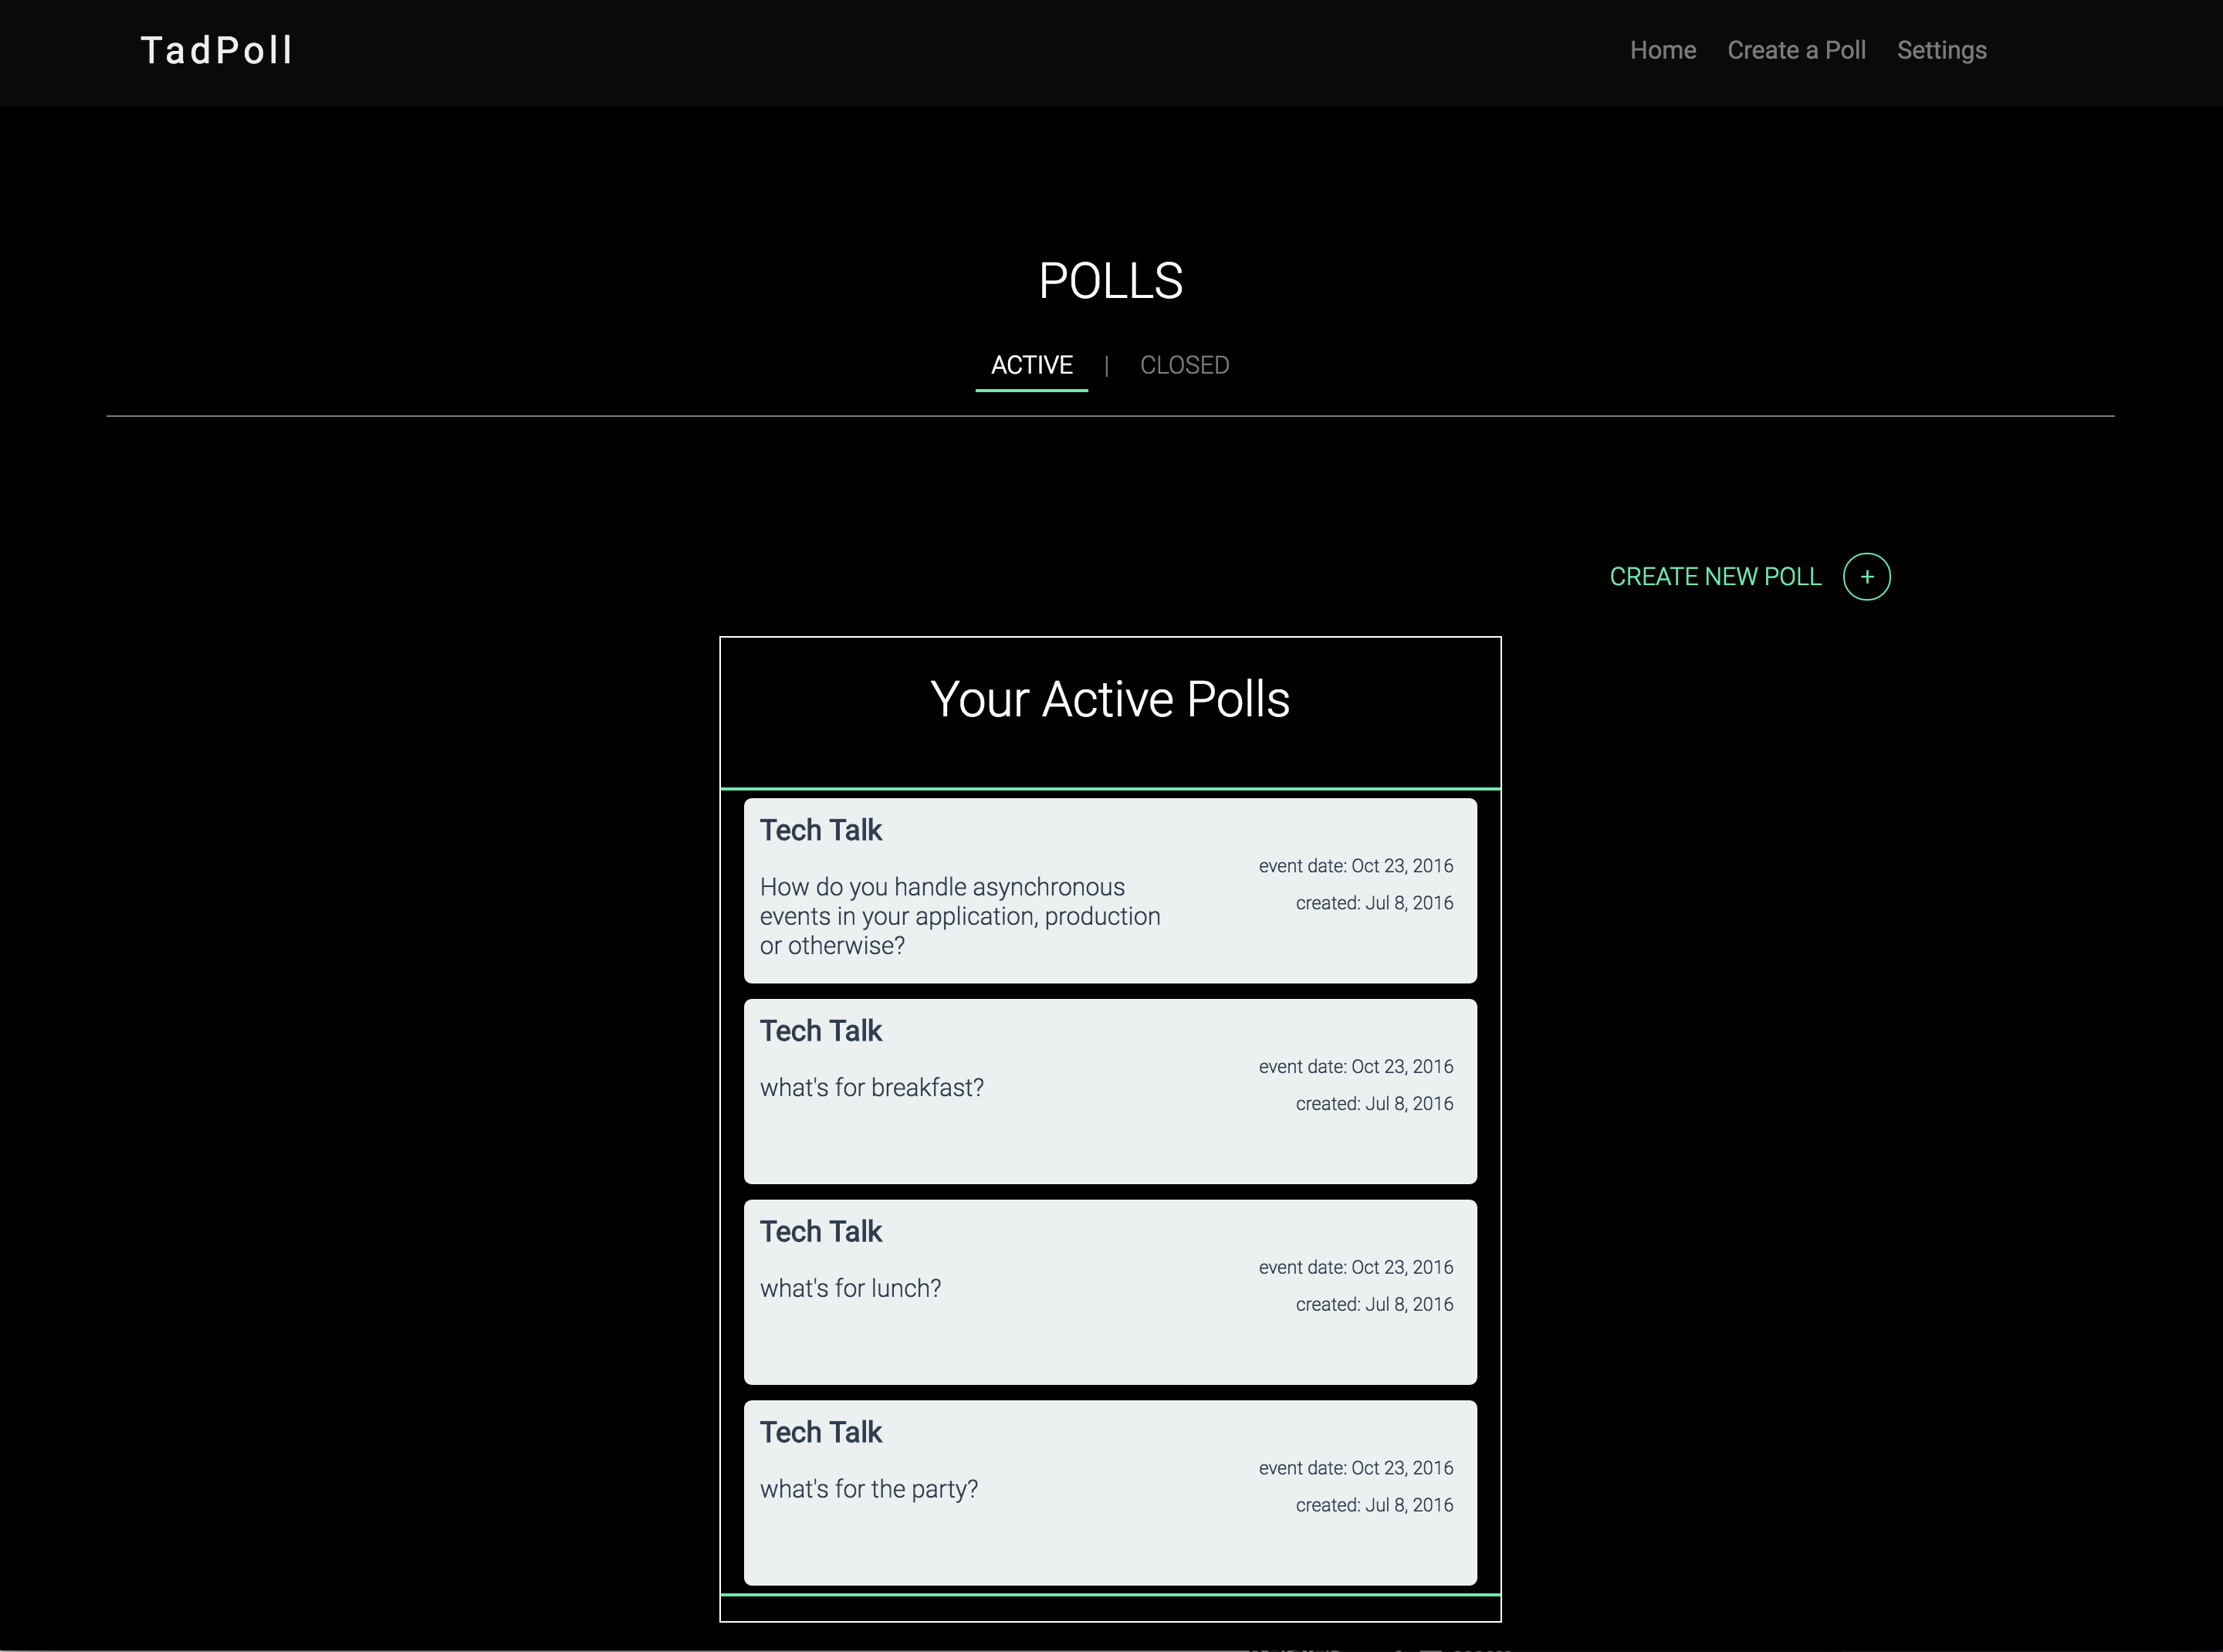 TadPoll
Home Create a Poll Settings
POLLS
ACTIVE | CLOSED
CREATE NEW POLL +
Your Active Polls
Tech Talk
event date: Oct 23, 2016
How do you handle asynchronous
created: Jul 8, 2016
events in your application, production
or otherwise?
Tech Talk
event date: Oct 23, 2016
what's for breakfast?
created: Jul 8, 2016
Tech Talk
event date: Oct 23, 2016
what's for lunch?
created: Jul 8, 2016
Tech Talk
event date: Oct 23, 2016
what's for the party?
created: Jul 8, 2016